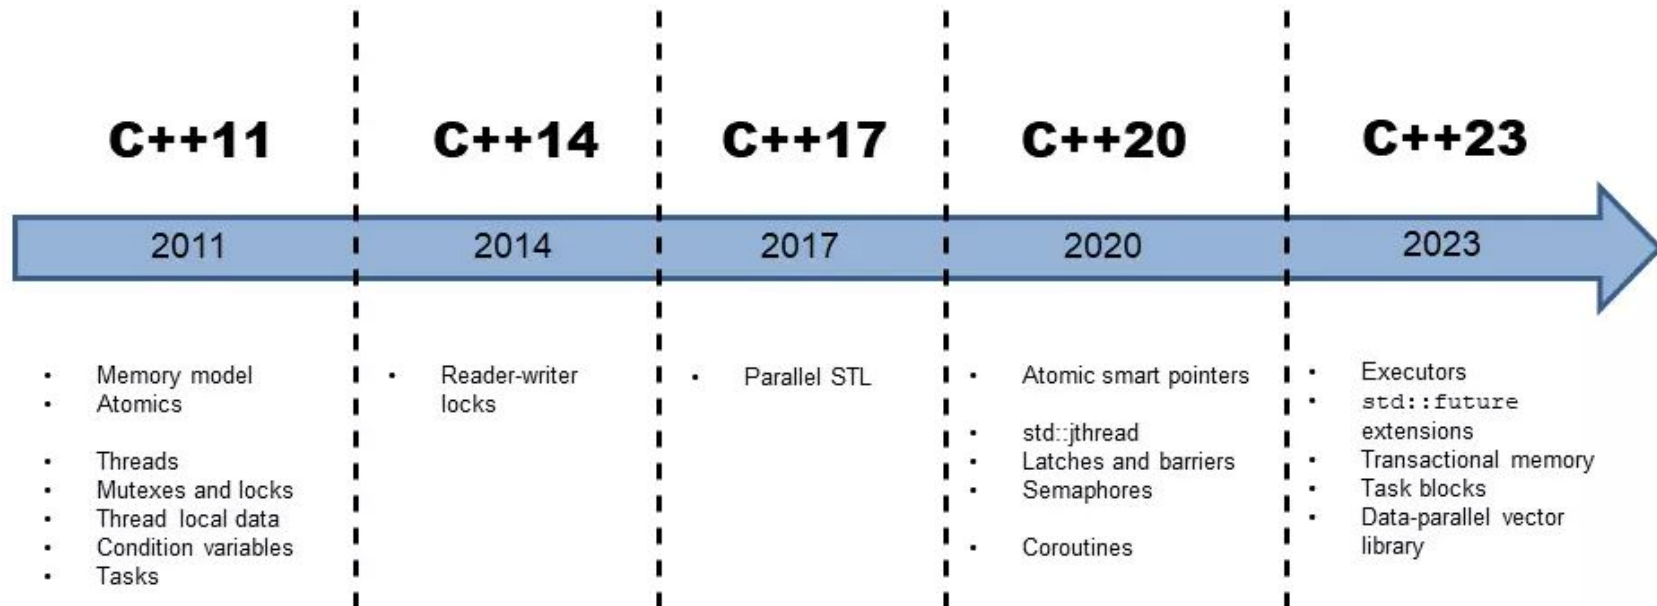 C++11
C++14
C++17
C++20
C++23
2011
2014
2017
2020
2023
• Memory model
• Atomics
• Threads
• Mutexes and locks
• Thread local data
• Condition variables
• Tasks
• Reader-writer
locks
• Parallel STL
• Atomic smart pointers
• std::jthread
• Latches and barriers
• Semaphores
• Coroutines
• Executors
• std::future
extensions
• Transactional memory
• Task blocks
• Data-parallel vector
library